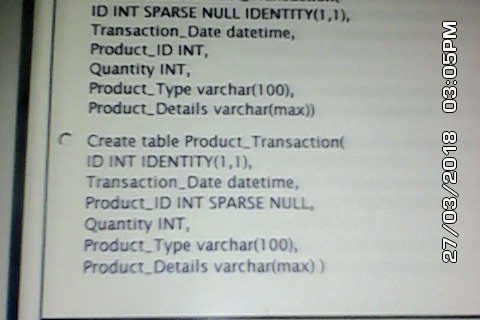 ID INT SPARSE NULL IDENTITY(1,1),
Transaction_Date datetime,
Product_ID INT,
Quantity INT,
Product_Type varchar(100),
Product_Details varchar(max))
Create table Product_Transaction(
ID INT IDENTITY(1,1),
Transaction_Date datetime,
Product_ID INT SPARSE NULL,
Quantity INT,
Product_Type varchar(100),
Product_Details varchar(max) )
27/03/2018 03:05PM